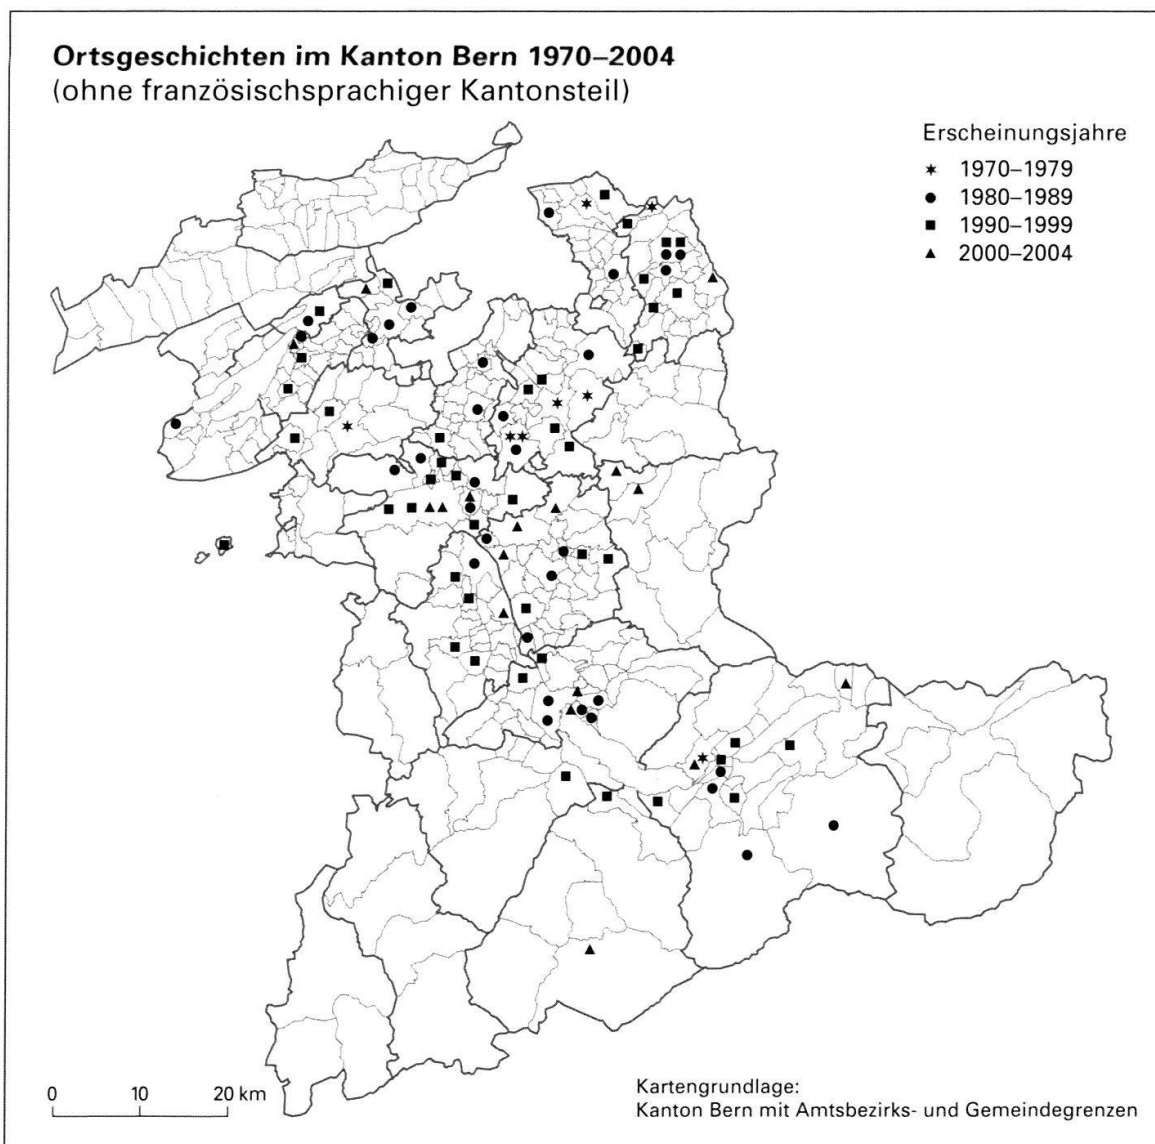 Ortsgeschichten im Kanton Bern 1970–2004
(ohne französischsprachiger Kantonsteil)
Erscheinungsjahre
1970–1979
1980–1989
1990–1999
2000–2004
0 10 20 km
Kartengrundlage:
Kanton Bern mit Amtsbezirks- und Gemeindegrenzen